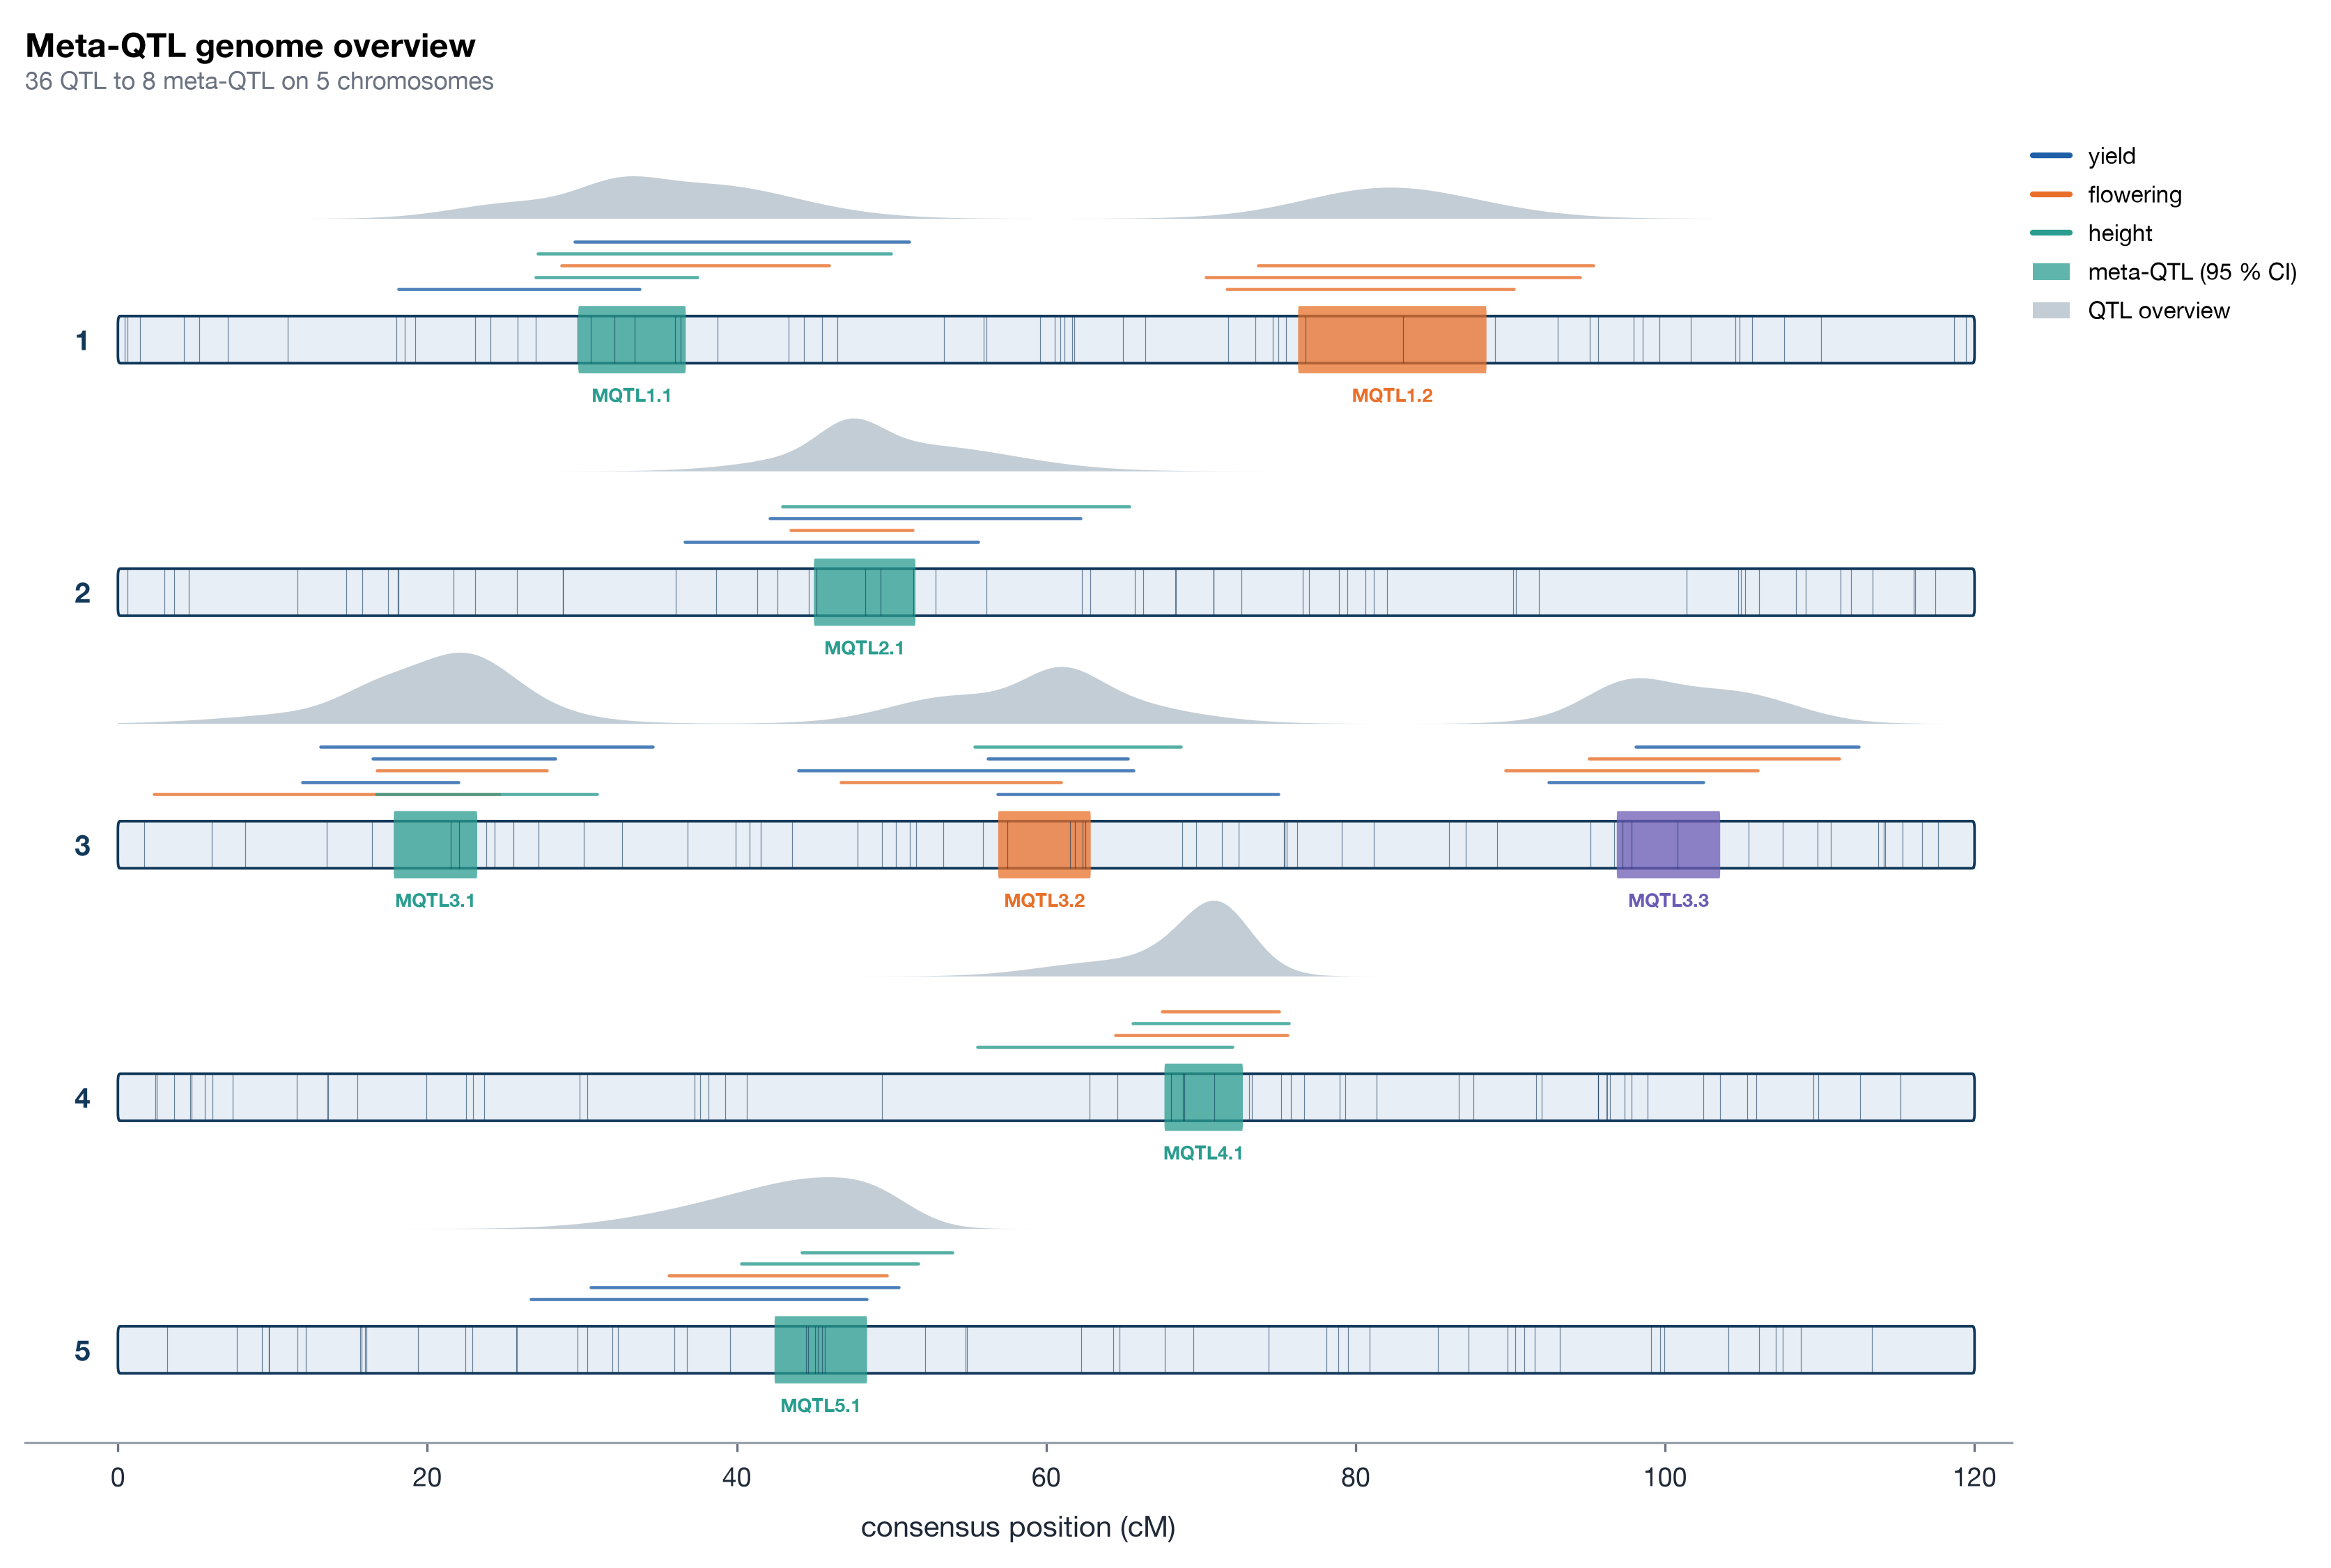 Meta-QTL genome overview
36 QTL to 8 meta-QTL on 5 chromosomes
yield
flowering
height
meta-QTL (95 % CI)
QTL overview
1
MQTL1.1
MQTL1.2
2
MQTL2.1
3
MQTL3.1
MQTL3.2
MQTL3.3
4
MQTL4.1
5
MQTL5.1
0 20 40 60 80 100 120
consensus position (cM)